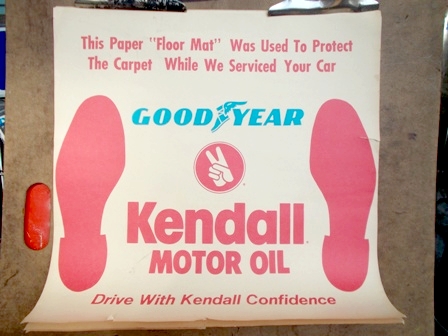 This Paper "Floor Mat" Was Used To Protect
The Carpet While We Serviced Your Car
GOODYEAR
Kendall
MOTOR OIL
Drive With Kendall Confidence